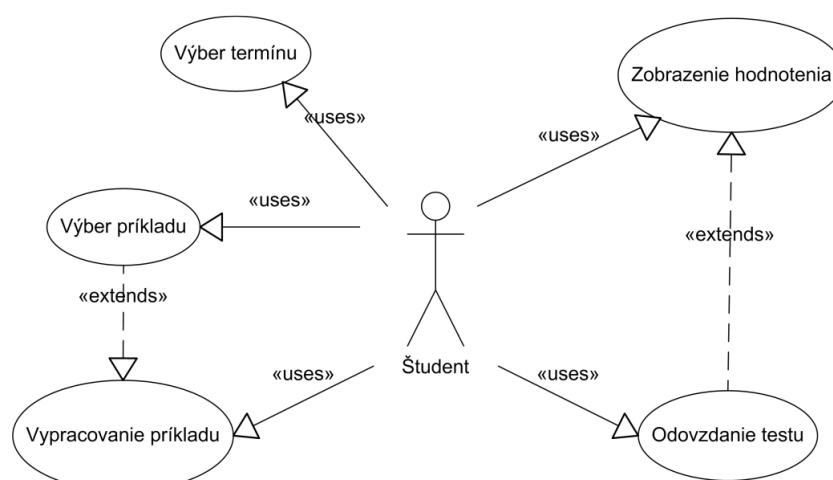 Výber termínu
Zobrazenie hodnotenia
«uses»
«uses»
«uses»
Výber príkladu
«extends»
«extends»
Študent
«uses»
«uses»
Vypracovanie príkladu
Odovzdanie testu